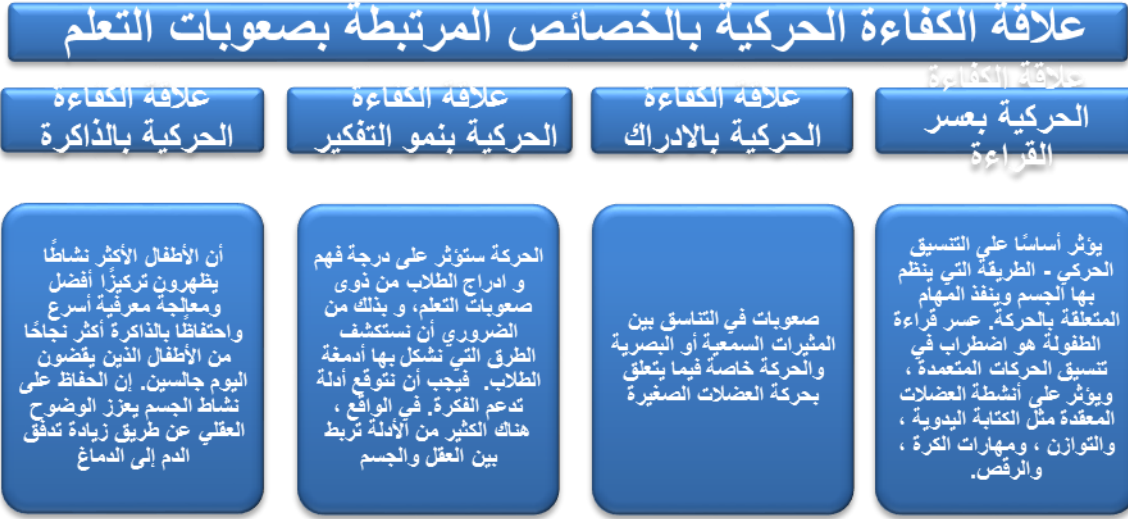 علاقة الكفاءة الحركية بالخصائص المرتبطة بصعوبات التعلم
علاقة الكفاءة
الحركية بعسر
القراءة
علاقة الكفاءة
الحركية بالادراك
علاقة الكفاءة
الحركية بنمو التفكير
علاقة الكفاءة
الحركية بالذاكرة
يؤثر أساسًا على التنسيق
الحركي - الطريقة التي ينظم
بها الجسم وينفذ المهام
المتعلقة بالحركة. عسر قراءة
الطفولة هو اضطراب في
تنسيق الحركات المتعمدة ،
ويؤثر على أنشطة العضلات
المعقدة مثل الكتابة اليدوية ،
والتوازن ، ومهارات الكرة ،
والرقص.
صعوبات في التناسق بين
المثيرات السمعية أو البصرية
والحركة خاصة فيما يتعلق
بحركة العضلات الصغيرة
الحركة ستؤثر على درجة فهم
و ادراج الطلاب من ذوى
صعوبات التعلم، و بذلك من
الضروري أن نستكشف
الطرق التي نشكل بها أدمغة
الطلاب. فيجب أن نتوقع أدلة
تدعم الفكرة. في الواقع ،
هناك الكثير من الأدلة تربط
بين العقل والجسم
أن الأطفال الأكثر نشاطًا
يظهرون تركيزًا أفضل
ومعالجة معرفية أسرع
واحتفاظًا بالذاكرة أكثر نجاحًا
من الأطفال الذين يقضون
اليوم جالسين. إن الحفاظ على
نشاط الجسم يعزز الوضوح
العقلي عن طريق زيادة تدفق
الدم إلى الدماغ